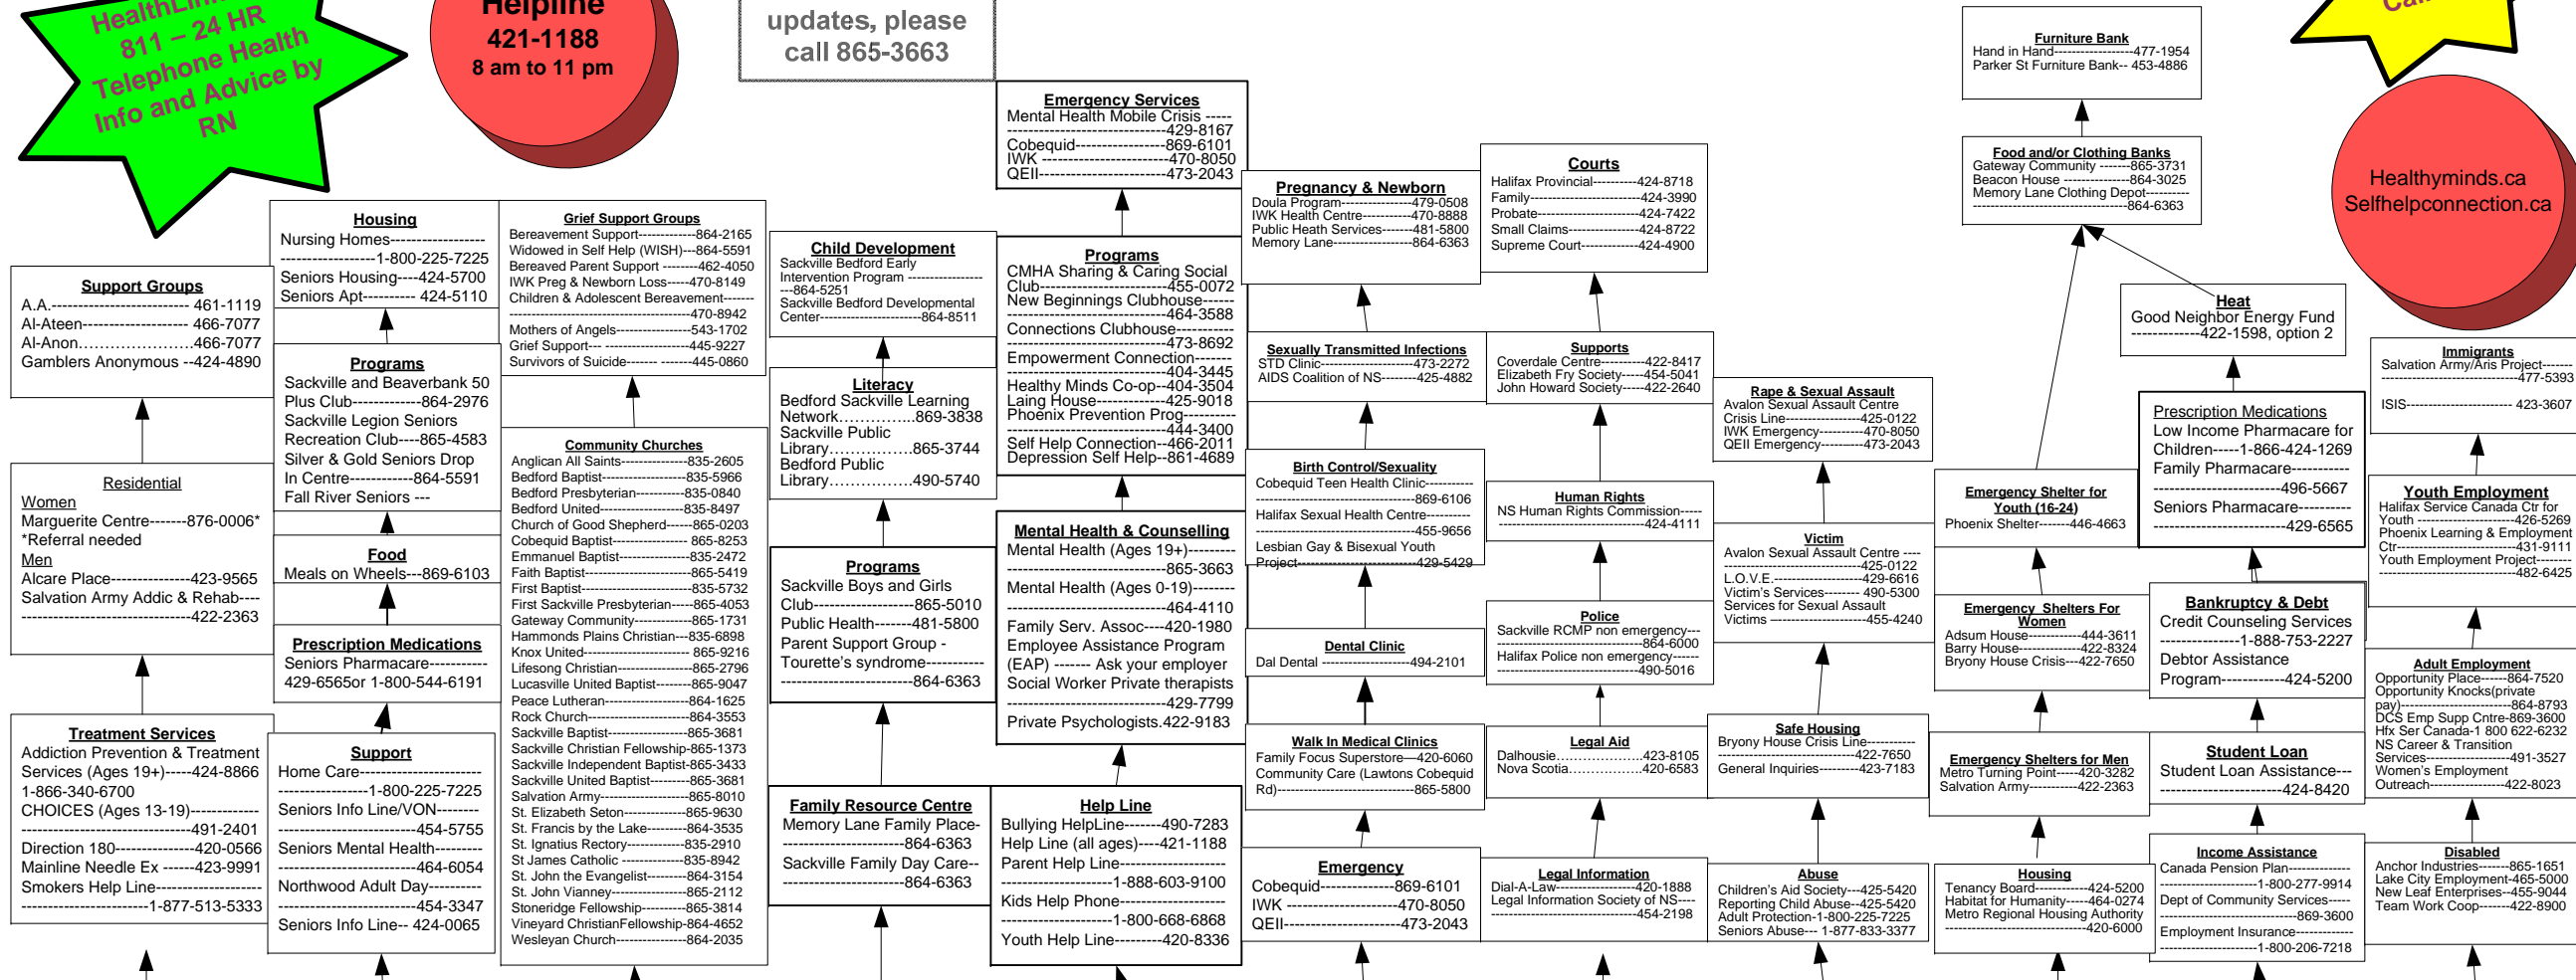 HealthLin
811 – 24 HR
Telephone Health
Info and Advice by
RN
Helpline
421-1188
8 am to 11 pm
updates, please
call 865-3663
Healthyminds.ca
Selfhelpconnection.ca
Support Groups
A.A.------------------------ 461-1119
Al-Ateen------------------ 466-7077
Al-Anon…………………..466-7077
Gamblers Anonymous --424-4890
Residential
Women
Marguerite Centre-------876-0006*
*Referral needed
Men
Alcare Place--------------423-9565
Salvation Army Addic & Rehab----
------------------------------422-2363
Treatment Services
Addiction Prevention & Treatment
Services (Ages 19+)-----424-8866
1-866-340-6700
CHOICES (Ages 13-19)------------
------------------------------491-2401
Direction 180--------------420-0566
Mainline Needle Ex -----423-9991
Smokers Help Line-------------------
----------------------1-877-513-5333
Housing
Nursing Homes-----------------
-----------------1-800-225-7225
Seniors Housing----424-5700
Seniors Apt---------- 424-5110
Programs
Sackville and Beaverbank 50
Plus Club------------864-2976
Sackville Legion Seniors
Recreation Club----865-4583
Silver & Gold Seniors Drop
In Centre-----------864-5591
Fall River Seniors ---
Food
Meals on Wheels---869-6103
Prescription Medications
Seniors Pharmacare-----------
429-6565or 1-800-544-6191
Support
Home Care----------------------
----------------1-800-225-7225
Seniors Info Line/VON--------
-------------------------454-5755
Seniors Mental Health--------
-------------------------464-6054
Northwood Adult Day----------
-------------------------454-3347
Seniors Info Line-- 424-0065
Grief Support Groups
Bereavement Support------------864-2165
Widowed in Self Help (WISH)---864-5591
Bereaved Parent Support --------462-4050
IWK Preg & Newborn Loss-----470-8149
Children & Adolescent Bereavement-------
---------------------------------470-8942
Mothers of Angels----------------543-1702
Grief Support--- -----------------445-9227
Survivors of Suicide------- -------445-0860
Community Churches
Anglican All Saints--------------835-2605
Bedford Baptist-----------------835-5966
Bedford Presbyterian-----------835-0840
Bedford United-----------------835-8497
Church of Good Shepherd------865-0203
Cobequid Baptist--------------- 865-8253
Emmanuel Baptist--------------835-2472
Faith Baptist--------------------865-5419
First Baptist--------------------835-5732
First Sackville Presbyterian-----865-4053
Gateway Community-----------865-1731
Hammonds Plains Christian---835-6898
Knox United-------------------- 865-9216
Lifesong Christian--------------865-2796
Lucasville United Baptist-------865-9047
Peace Lutheran----------------864-1625
Rock Church--------------------864-3553
Sackville Baptist----------------865-3681
Sackville Christian Fellowship-865-1373
Sackville Independent Baptist-865-3433
Sackville United Baptist--------865-3681
Salvation Army-----------------865-8010
St. Elizabeth Seton-------------865-9630
St. Francis by the Lake--------864-3535
St. Ignatius Rectory------------835-2910
St James Catholic -------------835-8942
St. John the Evangelist--------864-3154
St. John Vianney---------------865-2112
Stoneridge Fellowship---------865-3814
Vineyard ChristianFellowship-864-4652
Wesleyan Church--------------864-2035
Child Development
Sackville Bedford Early
Intervention Program -----------------
---864-5251
Sackville Bedford Developmental
Center----------------------864-8511
Literacy
Bedford Sackville Learning
Network…………...869-3838
Sackville Public
Library……………..865-3744
Bedford Public
Library…………….490-5740
Programs
Sackville Boys and Girls
Club------------------865-5010
Public Health-------481-5800
Parent Support Group -
Tourette's syndrome-----------
------------------------864-6363
Family Resource Centre
Memory Lane Family Place-
----------------------864-6363
Sackville Family Day Care--
----------------------864-6363
Emergency Services
Mental Health Mobile Crisis -----
----------------------------429-8167
Cobequid----------------869-6101
IWK -----------------------470-8050
QEII-----------------------473-2043
Programs
CMHA Sharing & Caring Social
Club----------------------455-0072
New Beginnings Clubhouse------
----------------------------464-3588
Connections Clubhouse-----------
----------------------------473-8692
Empowerment Connection-------
----------------------------404-3445
Healthy Minds Co-op--404-3504
Laing House------------425-9018
Phoenix Prevention Prog---------
----------------------------444-3400
Self Help Connection--466-2011
Depression Self Help--861-4689
Mental Health & Counselling
Mental Health (Ages 19+)---------
----------------------------865-3663
Mental Health (Ages 0-19)--------
----------------------------464-4110
Family Serv. Assoc----420-1980
Employee Assistance Program
(EAP) ------- Ask your employer
Social Worker Private therapists
----------------------------429-7799
Private Psychologists.422-9183
Help Line
Bullying HelpLine-------490-7283
Help Line (all ages)----421-1188
Parent Help Line-------------------
--------------------1-888-603-9100
Kids Help Phone-------------------
--------------------1-800-668-6868
Youth Help Line---------420-8336
Pregnancy & Newborn
Doula Program------------479-0508
IWK Health Centre-------470-8888
Public Heath Services----481-5800
Memory Lane-------------864-6363
Sexually Transmitted Infections
STD Clinic------------------473-2272
AIDS Coalition of NS-------425-4882
Birth Control/Sexuality
Cobequid Teen Health Clinic-----------
----------------------------------869-6106
Halifax Sexual Health Centre----------
----------------------------------455-9656
Lesbian Gay & Bisexual Youth
Project--------------------------429-5429
Dental Clinic
Dal Dental -------------------494-2101
Walk In Medical Clinics
Family Focus Superstore—420-6060
Community Care (Lawtons Cobequid
Rd)-----------------------------865-5800
Emergency
Cobequid-------------869-6101
IWK --------------------470-8050
QEII---------------------473-2043
Courts
Halifax Provincial----------424-8718
Family-----------------------424-3990
Probate----------------------424-7422
Small Claims---------------424-8722
Supreme Court------------424-4900
Supports
Coverdale Centre---------422-8417
Elizabeth Fry Society-----454-5041
John Howard Society-----422-2640
Human Rights
NS Human Rights Commission-----
-------------------------------424-4111
Police
Sackville RCMP non emergency---
-------------------------------864-6000
Halifax Police non emergency------
-------------------------------490-5016
Legal Aid
Dalhousie………………….423-8105
Nova Scotia……………….420-6583
Legal Information
Dial-A-Law-------------------420-1888
Legal Information Society of NS----
-------------------------------454-2198
Rape & Sexual Assault
Avalon Sexual Assault Centre
Crisis Line-----------------425-0122
IWK Emergency----------470-8050
QEII Emergency----------473-2043
Victim
Avalon Sexual Assault Centre ----
-----------------------------425-0122
L.O.V.E.--------------------429-6616
Victim's Services-------- 490-5300
Services for Sexual Assault
Victims --------------------455-4240
Safe Housing
Bryony House Crisis Line-----------
------------------------------422-7650
General Inquiries----------423-7183
Abuse
Children's Aid Society---425-5420
Reporting Child Abuse--425-5420
Adult Protection-1-800-225-7225
Seniors Abuse--- 1-877-833-3377
Furniture Bank
Hand in Hand------------------477-1954
Parker St Furniture Bank-- 453-4886
Food and/or Clothing Banks
Gateway Community -------865-3731
Beacon House --------------864-3025
Memory Lane Clothing Depot----------
----------------------------------864-6363
Heat
Good Neighbor Energy Fund
------------422-1598, option 2
Emergency Shelter for
Youth (16-24)
Phoenix Shelter-----446-4663
Emergency Shelters For
Women
Adsum House------------444-3611
Barry House--------------422-8324
Bryony House Crisis---422-7650
Emergency Shelters for Men
Metro Turning Point-----420-3282
Salvation Army-----------422-2363
Housing
Tenancy Board-----------424-5200
Habitat for Humanity-----464-0274
Metro Regional Housing Authority
------------------------------420-6000
Prescription Medications
Low Income Pharmacare for
Children-----1-866-424-1269
Family Pharmacare-----------
-----------------------496-5667
Seniors Pharmacare----------
-----------------------429-6565
Bankruptcy & Debt
Credit Counseling Services
--------------1-888-753-2227
Debtor Assistance
Program-----------424-5200
Student Loan
Student Loan Assistance---
----------------------424-8420
Income Assistance
Canada Pension Plan------------
-------------------1-800-277-9914
Dept of Community Services-----
---------------------------869-3600
Employment Insurance-----------
-------------------1-800-206-7218
Immigrants
Salvation Army/Aris Project-------
------------------------------477-5393
ISIS----------------------- 423-3607
Youth Employment
Halifax Service Canada Ctr for
Youth ---------------------426-5269
Phoenix Learning & Employment
Ctr--------------------------431-9111
Youth Employment Project--------
-----------------------------482-6425
Adult Employment
Opportunity Place------864-7520
Opportunity Knocks(private
pay)-------------------------864-8793
DCS Emp Supp Cntre-869-3600
Hfx Ser Canada-1 800 622-6232
NS Career & Transition
Services--------------------491-3527
Women's Employment
Outreach-------------------422-8023
Disabled
Anchor Industries-------865-1651
Lake City Employment-465-5000
New Leaf Enterprises--455-9044
Team Work Coop-------422-8900